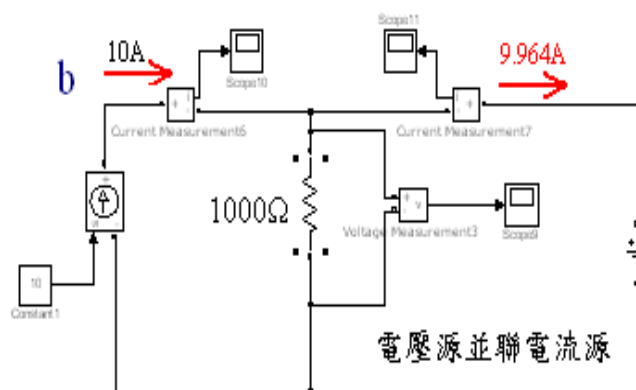 Scope11
10A
9.964A
b
Scope10
Current Measurement6
Current Measurement7
1000Ω
Voltage Measurement3
Scope9
10
Constant1
電壓源並聯電流源